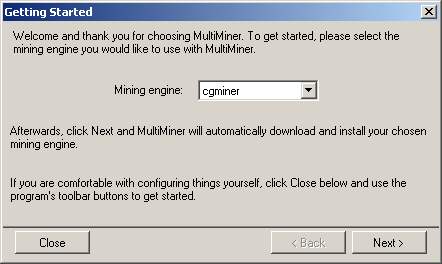 Getting Started
Welcome and thank you for choosing MultiMiner. To get started, please select the
mining engine you would like to use with MultiMiner.
Mining engine: cgminer
Afterwards, click Next and MultiMiner will automatically download and install your chosen
mining engine.
If you are comfortable with configuring things yourself, click Close below and use the
program's toolbar buttons to get started.
Close < Back Next >